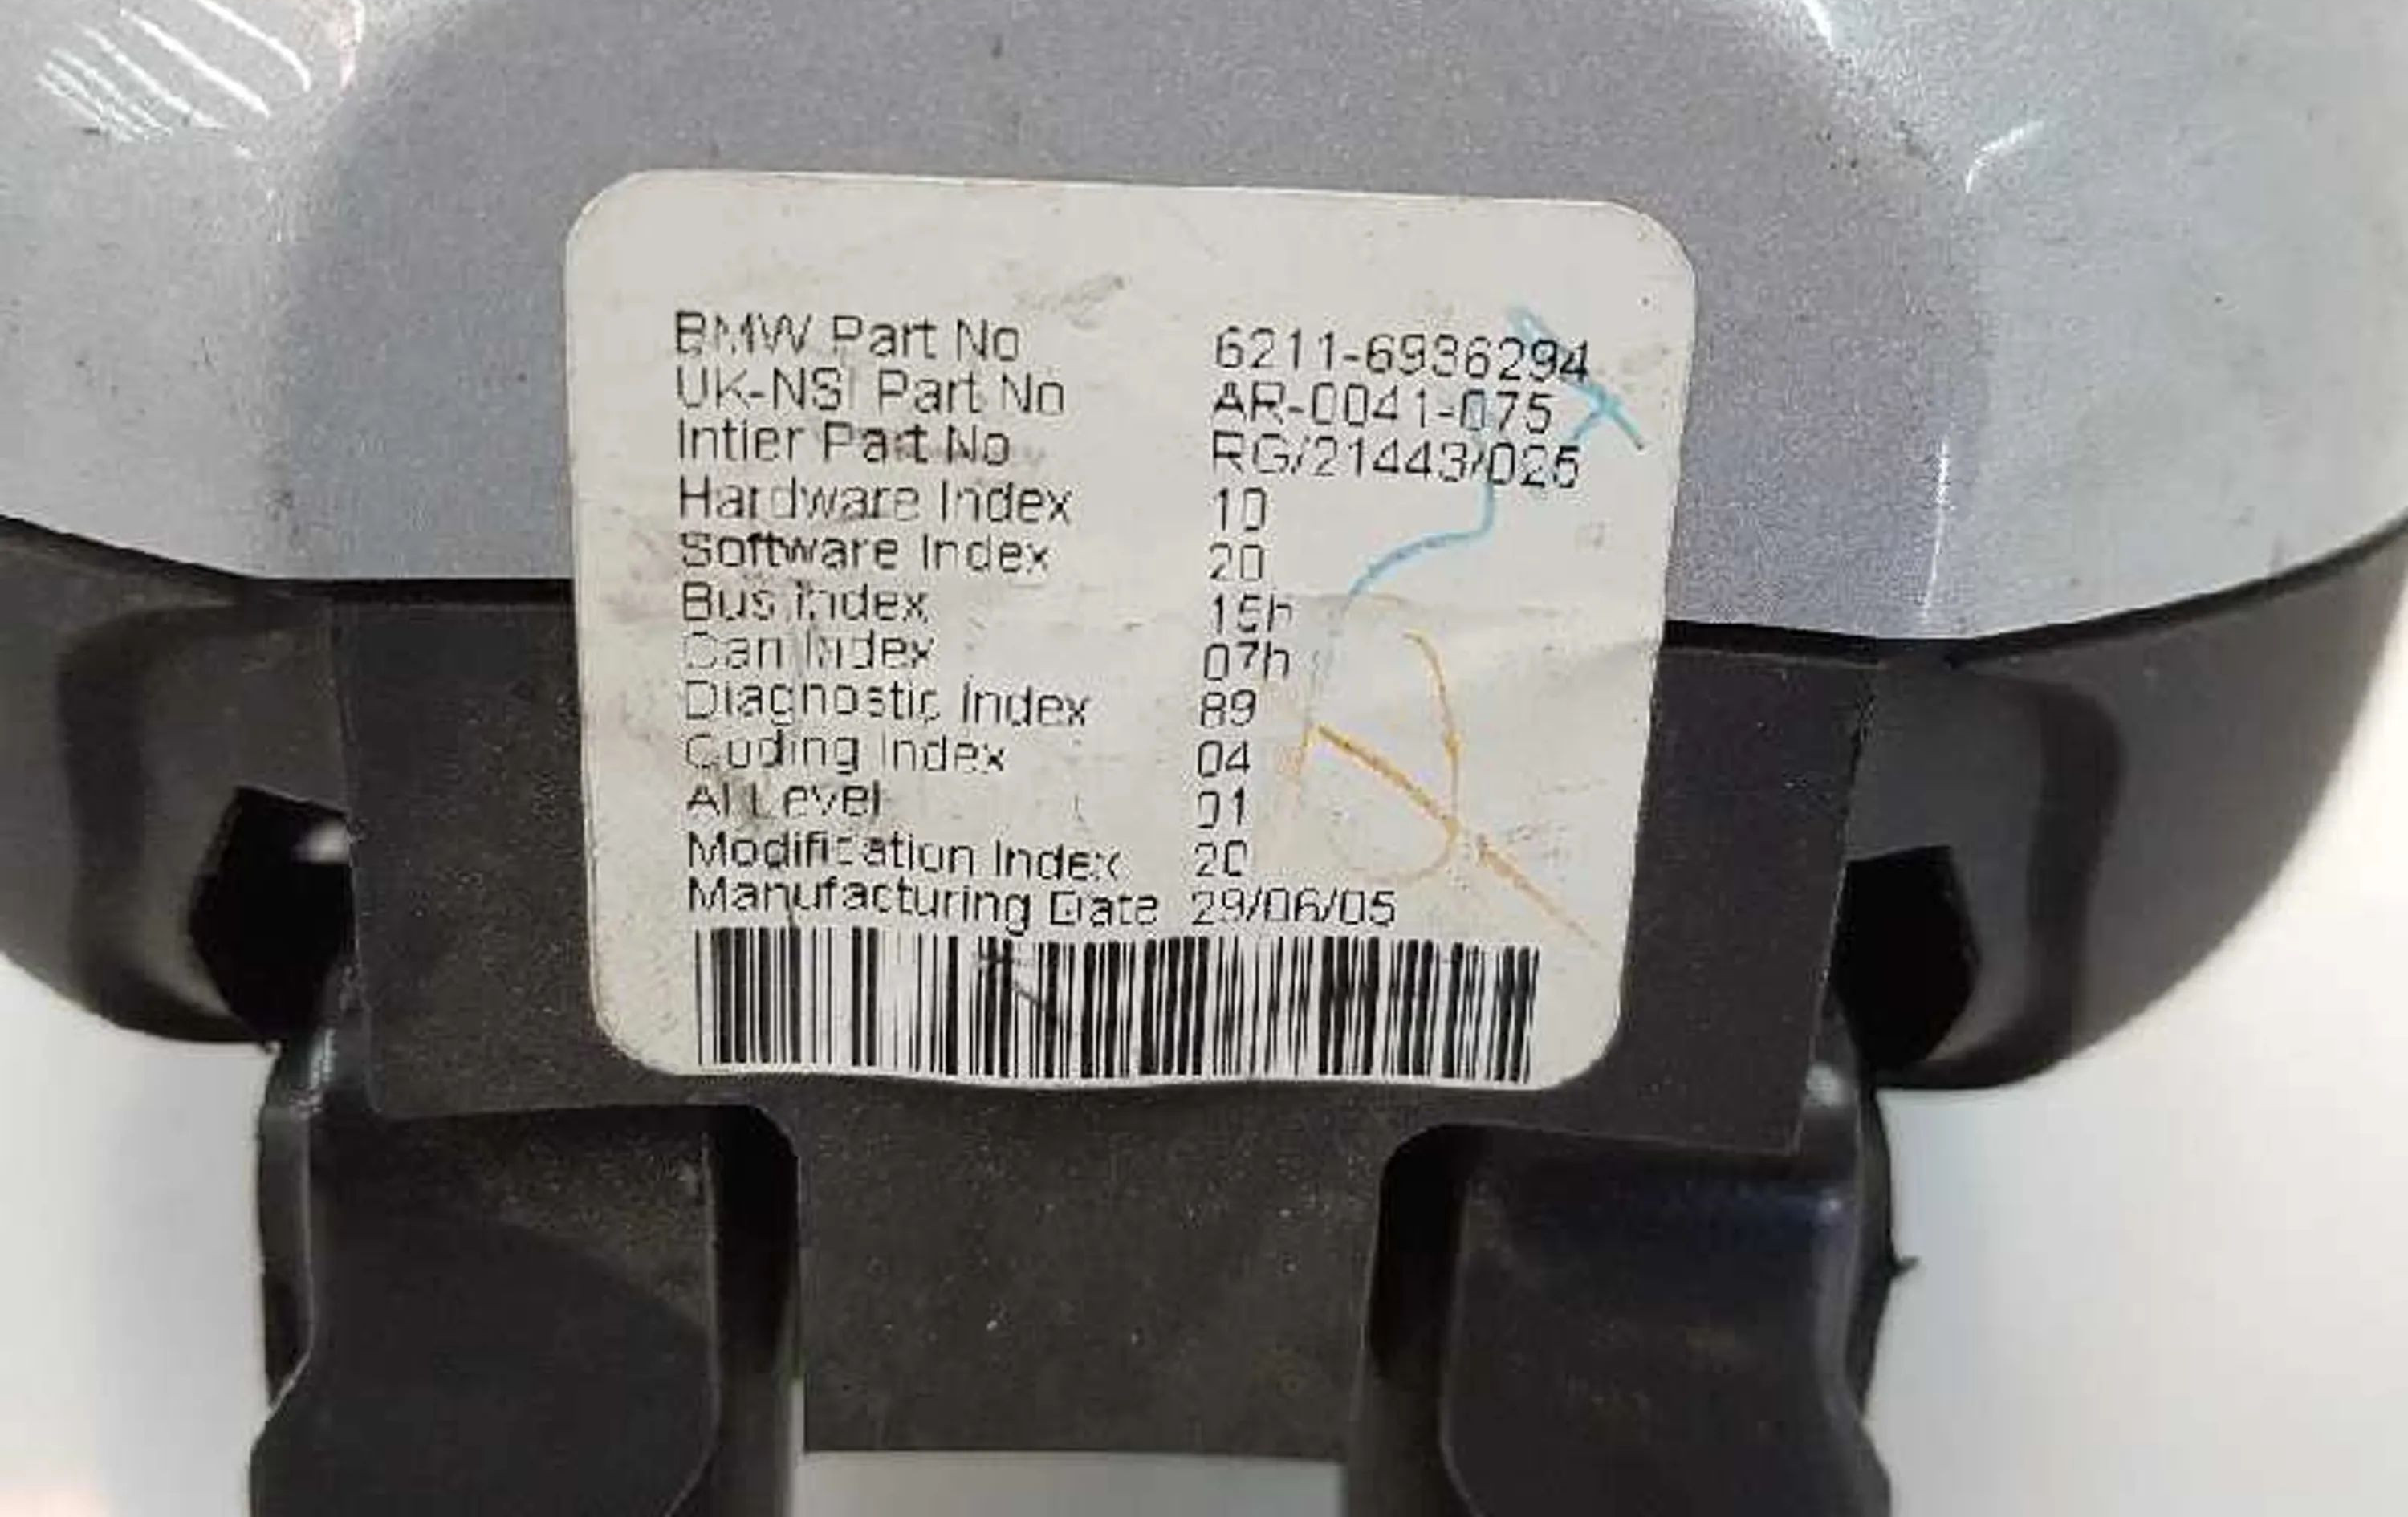 BMW Part No 6211-6936294
UK-NSI Part No AR-0041-075
Intier Part No RG/21443/025
Hardware Index 10
Software Index 20
Bus Index 15h
Can Index 07h
Diagnostic Index 89
Coding Index 04
AI Level 01
Modification Index 20
Manufacturing Date 29/06/05